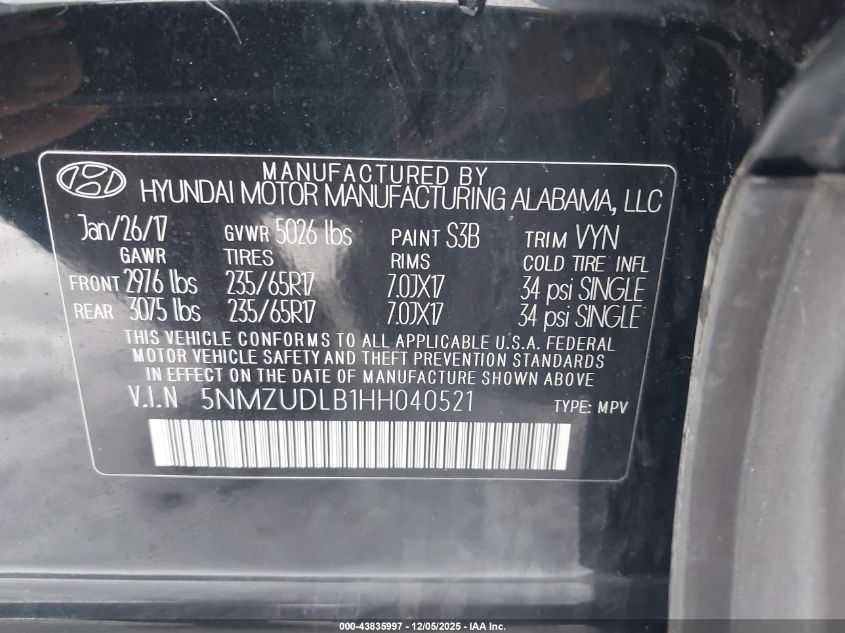 MANUFACTURED BY
HYUNDAI MOTOR MANUFACTURING ALABAMA, LLC
Jan/26/17 GVWR 5026 lbs PAINT S3B TRIM VYN
GAWR TIRES RIMS COLD TIRE INFL
FRONT 2976 lbs 235/65R17 7.0JX17 34 psi SINGLE
REAR 3075 lbs 235/65R17 7.0JX17 34 psi SINGLE
THIS VEHICLE CONFORMS TO ALL APPLICABLE U.S.A. FEDERAL
MOTOR VEHICLE SAFETY AND THEFT PREVENTION STANDARDS
IN EFFECT ON THE DATE OF MANUFACTURE SHOWN ABOVE
V.I.N 5NMZUDLB1HH040521 TYPE: MPV
000-43835997 - 12/05/2025 - IAA Inc.